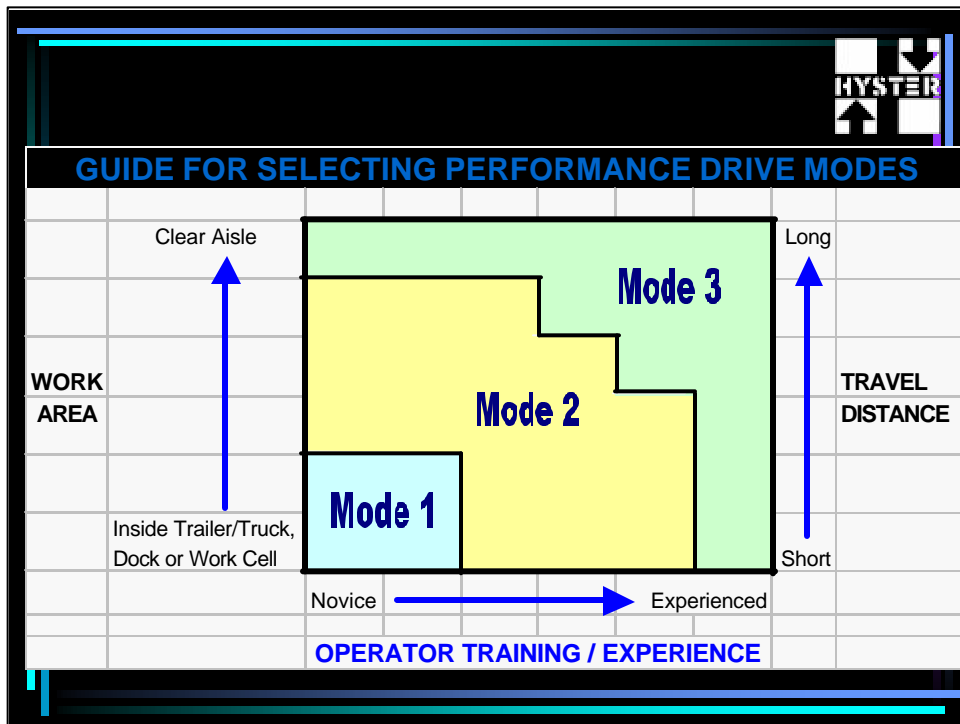 HYSTER
GUIDE FOR SELECTING PERFORMANCE DRIVE MODES
Clear Aisle
Long
Mode 3
WORK
AREA
TRAVEL
DISTANCE
Mode 2
Mode 1
Inside Trailer/Truck,
Dock or Work Cell
Short
Novice
Experienced
OPERATOR TRAINING / EXPERIENCE